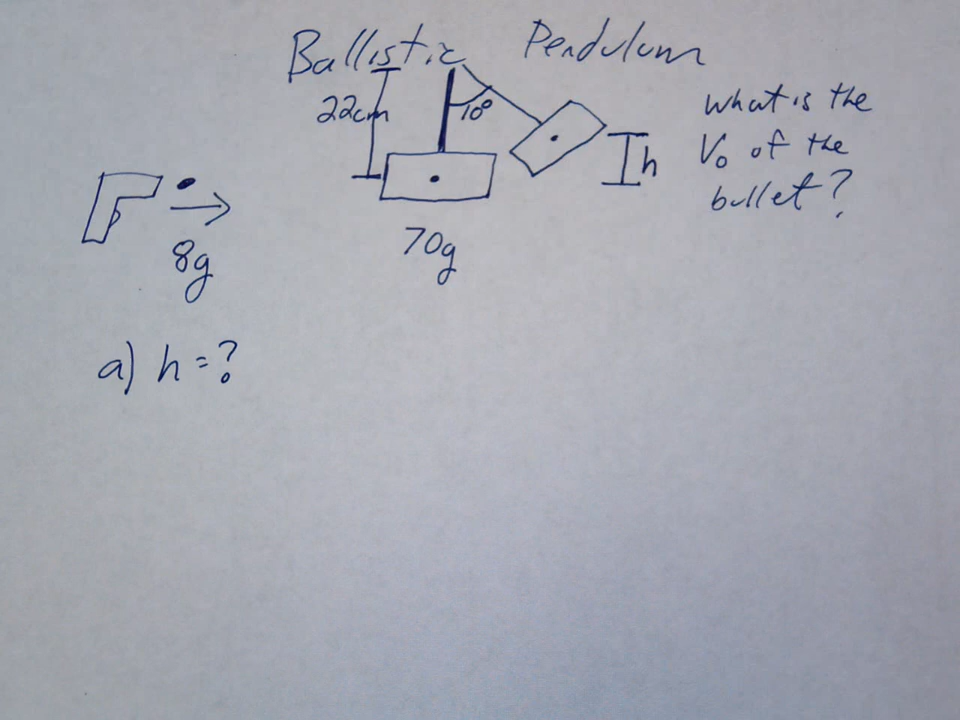 Ballistic Pendulum
22cm
10°
What is the
V₀ of the
bullet?
h
8g
70g
a) h = ?